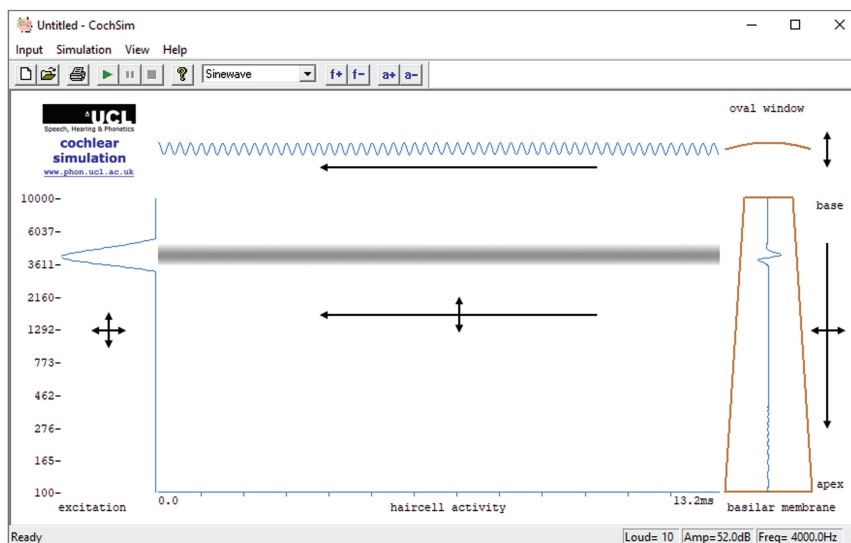 Untitled - CochSim
Input Simulation View Help
Sinewave f+ f- a+ a-
UCL
Speech, Hearing & Phonetics
cochlear
simulation
www.phon.ucl.ac.uk
oval window
base
10000-
6037-
3611-
2160-
1292-
773-
462-
276-
165-
100-
0.0 13.2ms
apex
excitation haircell activity basilar membrane
Ready Loud= 10 Amp=52.0dB Freq= 4000.0Hz